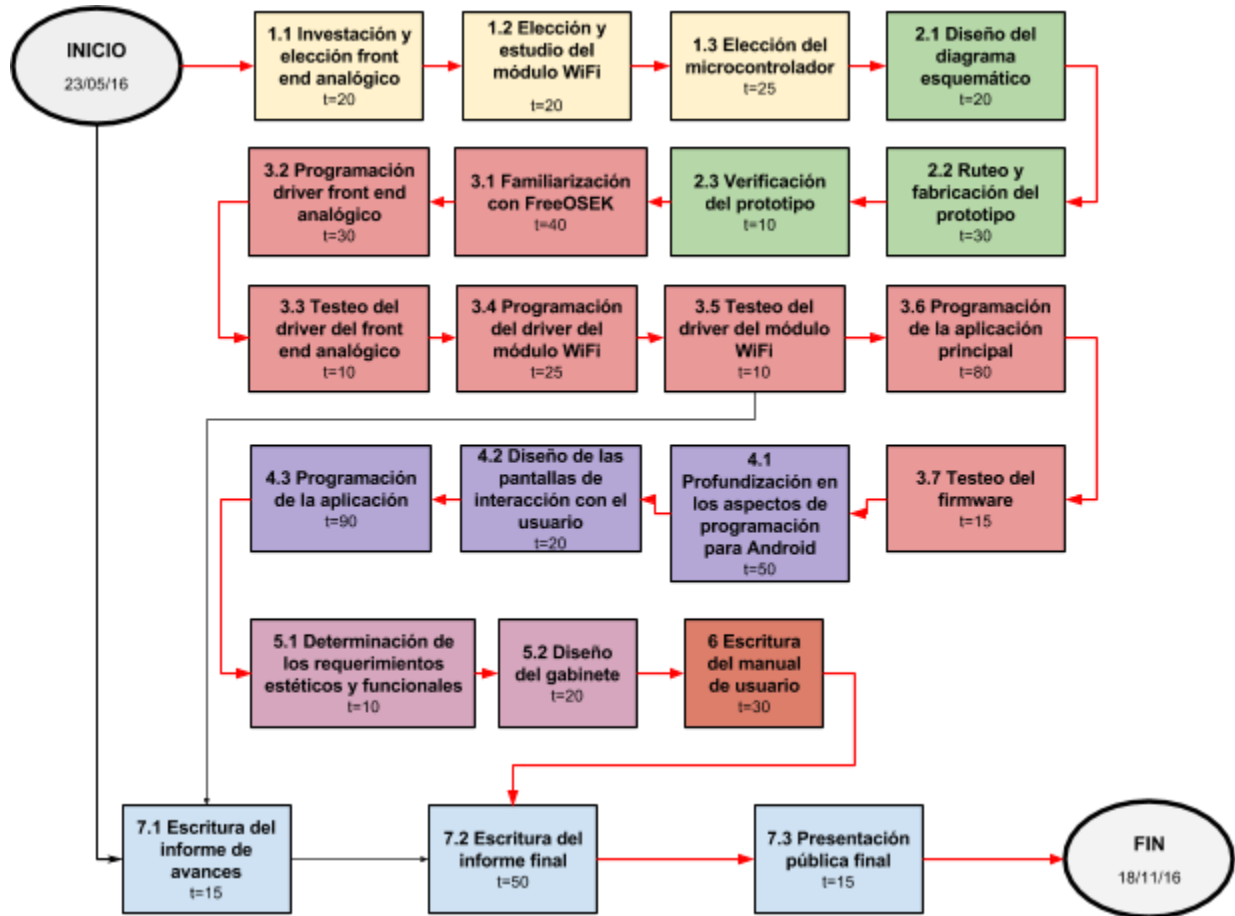 INICIO
23/05/16
1.1 Investación y
elección front
end analógico
t=20
1.2 Elección y
estudio del
módulo WiFi
t=20
1.3 Elección del
microcontrolador
t=25
2.1 Diseño del
diagrama
esquemático
t=20
3.2 Programación
driver front end
analógico
t=30
3.1 Familiarización
con FreeOSEK
t=40
2.3 Verificación
del prototipo
t=10
2.2 Ruteo y
fabricación del
prototipo
t=30
3.3 Testeo del
driver del front
end analógico
t=10
3.4 Programación
del driver del
módulo WiFi
t=25
3.5 Testeo del
driver del módulo
WiFi
t=10
3.6 Programación
de la aplicación
principal
t=80
4.3 Programación
de la aplicación
t=90
4.2 Diseño de las
pantallas de
interacción con el
usuario
t=20
4.1
Profundización en
los aspectos de
programación
para Android
t=50
3.7 Testeo del
firmware
t=15
5.1 Determinación de
los requerimientos
estéticos y funcionales
t=10
5.2 Diseño
del gabinete
t=20
6 Escritura
del manual
de usuario
t=30
7.1 Escritura del
informe de
avances
t=15
7.2 Escritura del
informe final
t=50
7.3 Presentación
pública final
t=15
FIN
18/11/16